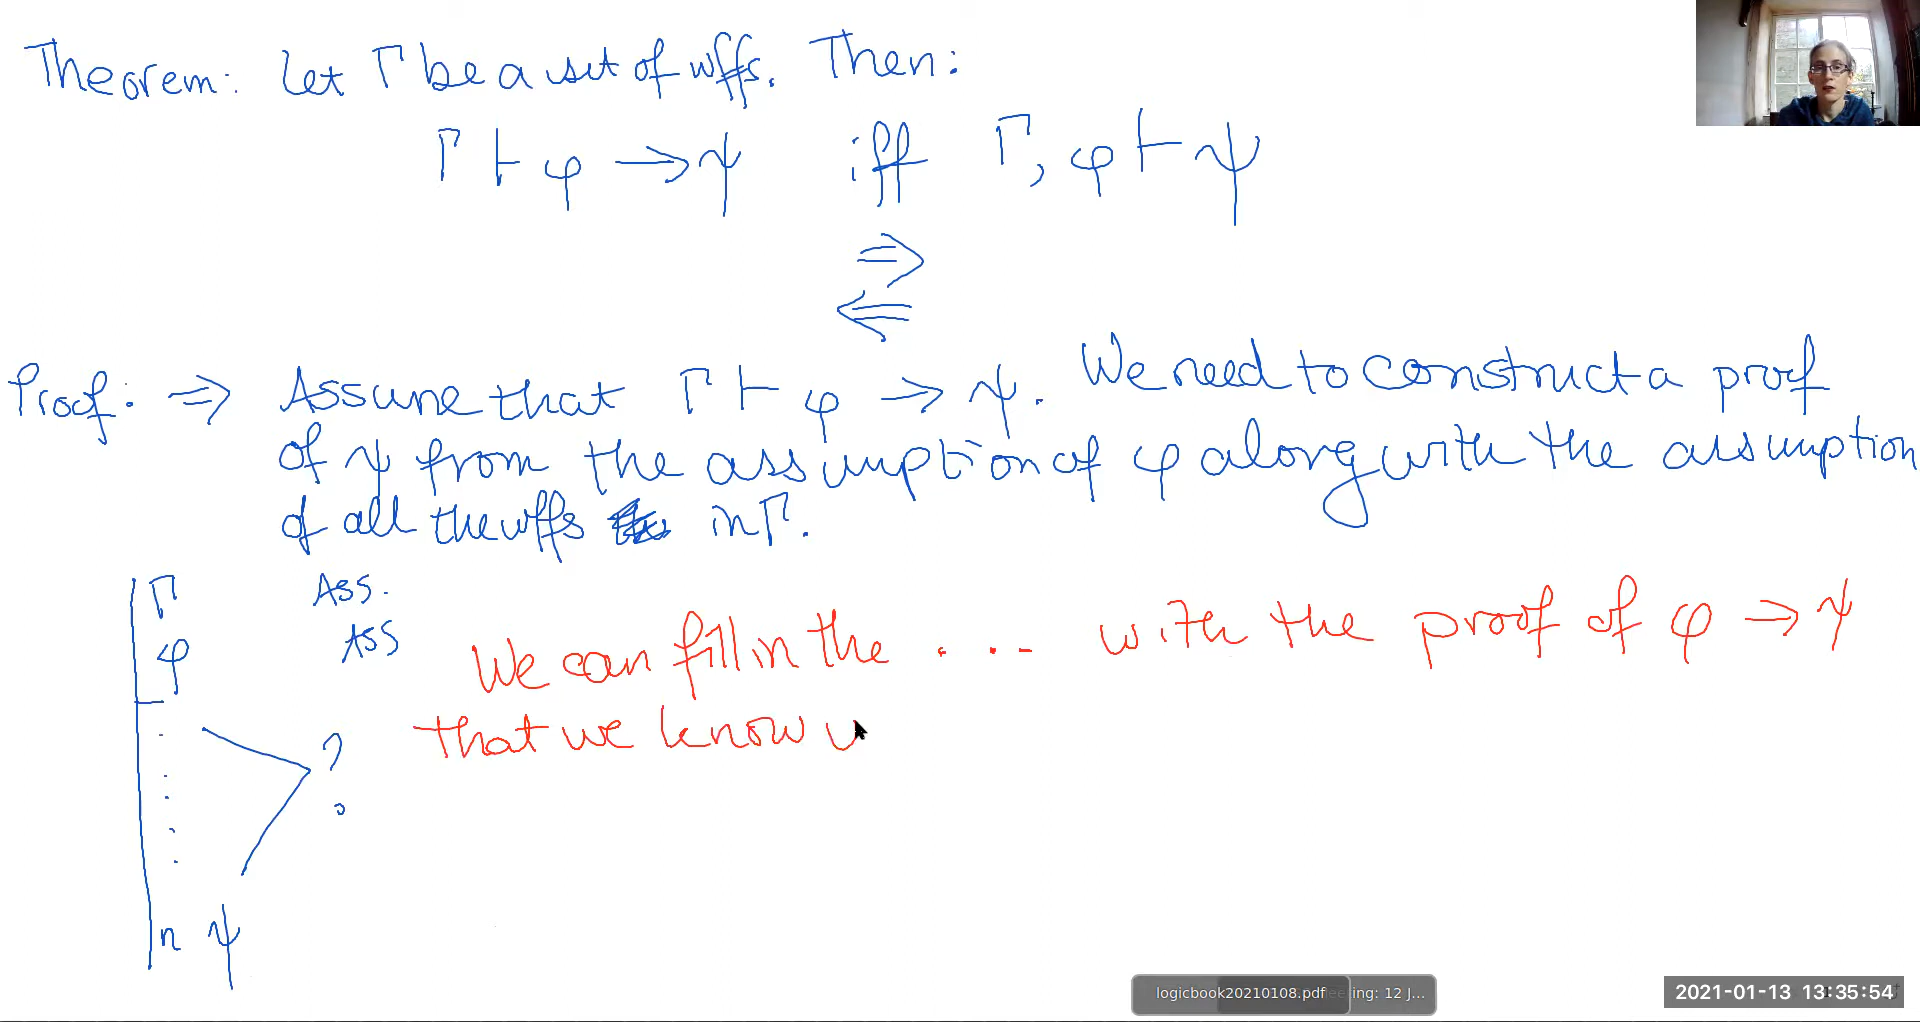 Theorem: Let Γ be a set of wffs. Then:
Γ ⊢ φ → ψ iff Γ, φ ⊢ ψ
⇒
⇐
Proof: ⇒ Assume that Γ ⊢ φ → ψ. We need to construct a proof
of ψ from the assumption of φ along with the assumption
of all the wffs in Γ.
Γ Ass.
φ Ass
We can fill in the .... with the proof of φ → ψ
that we know
?
n ψ
logicbook20210108.pdf
ing: 12 J...
2021-01-13 13:35:54